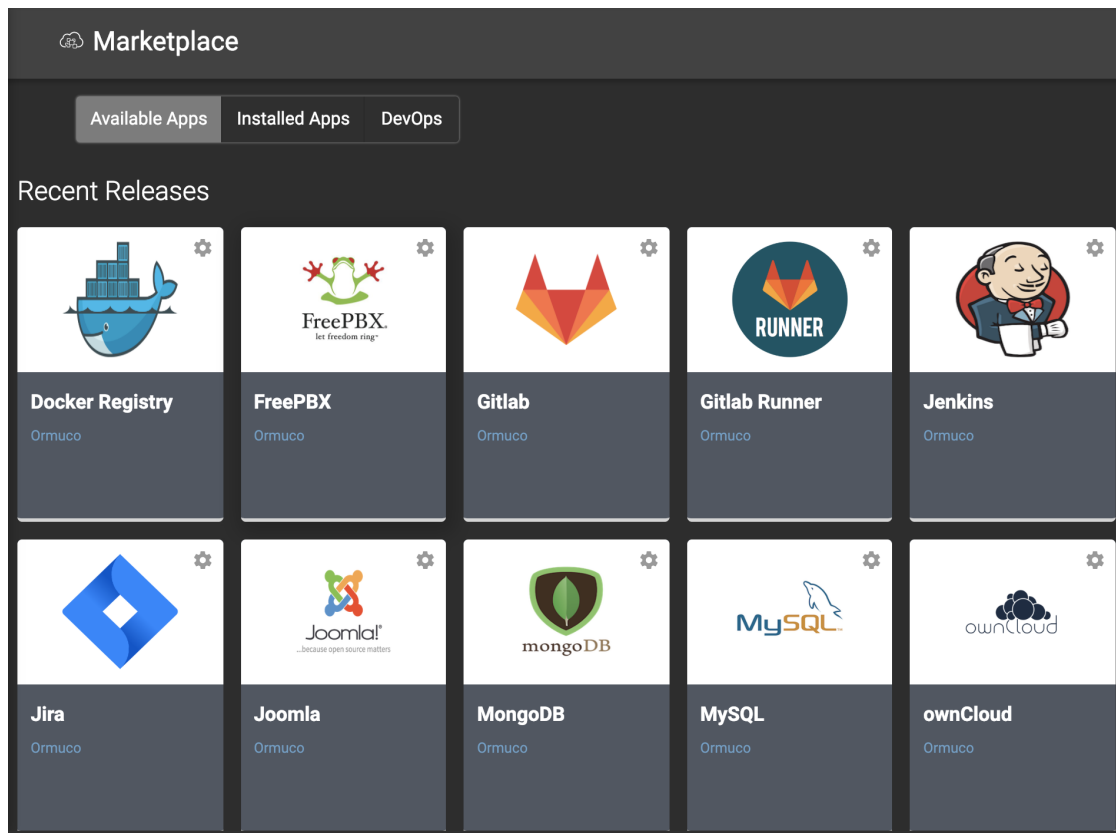 Marketplace
Available Apps Installed Apps DevOps
Recent Releases
FreePBX®
let freedom ring™
RUNNER
Docker Registry FreePBX Gitlab Gitlab Runner Jenkins
Ormuco Ormuco Ormuco Ormuco Ormuco
Joomla!®
...because open source matters
mongoDB
MySQL™
ownCloud
Jira Joomla MongoDB MySQL ownCloud
Ormuco Ormuco Ormuco Ormuco Ormuco